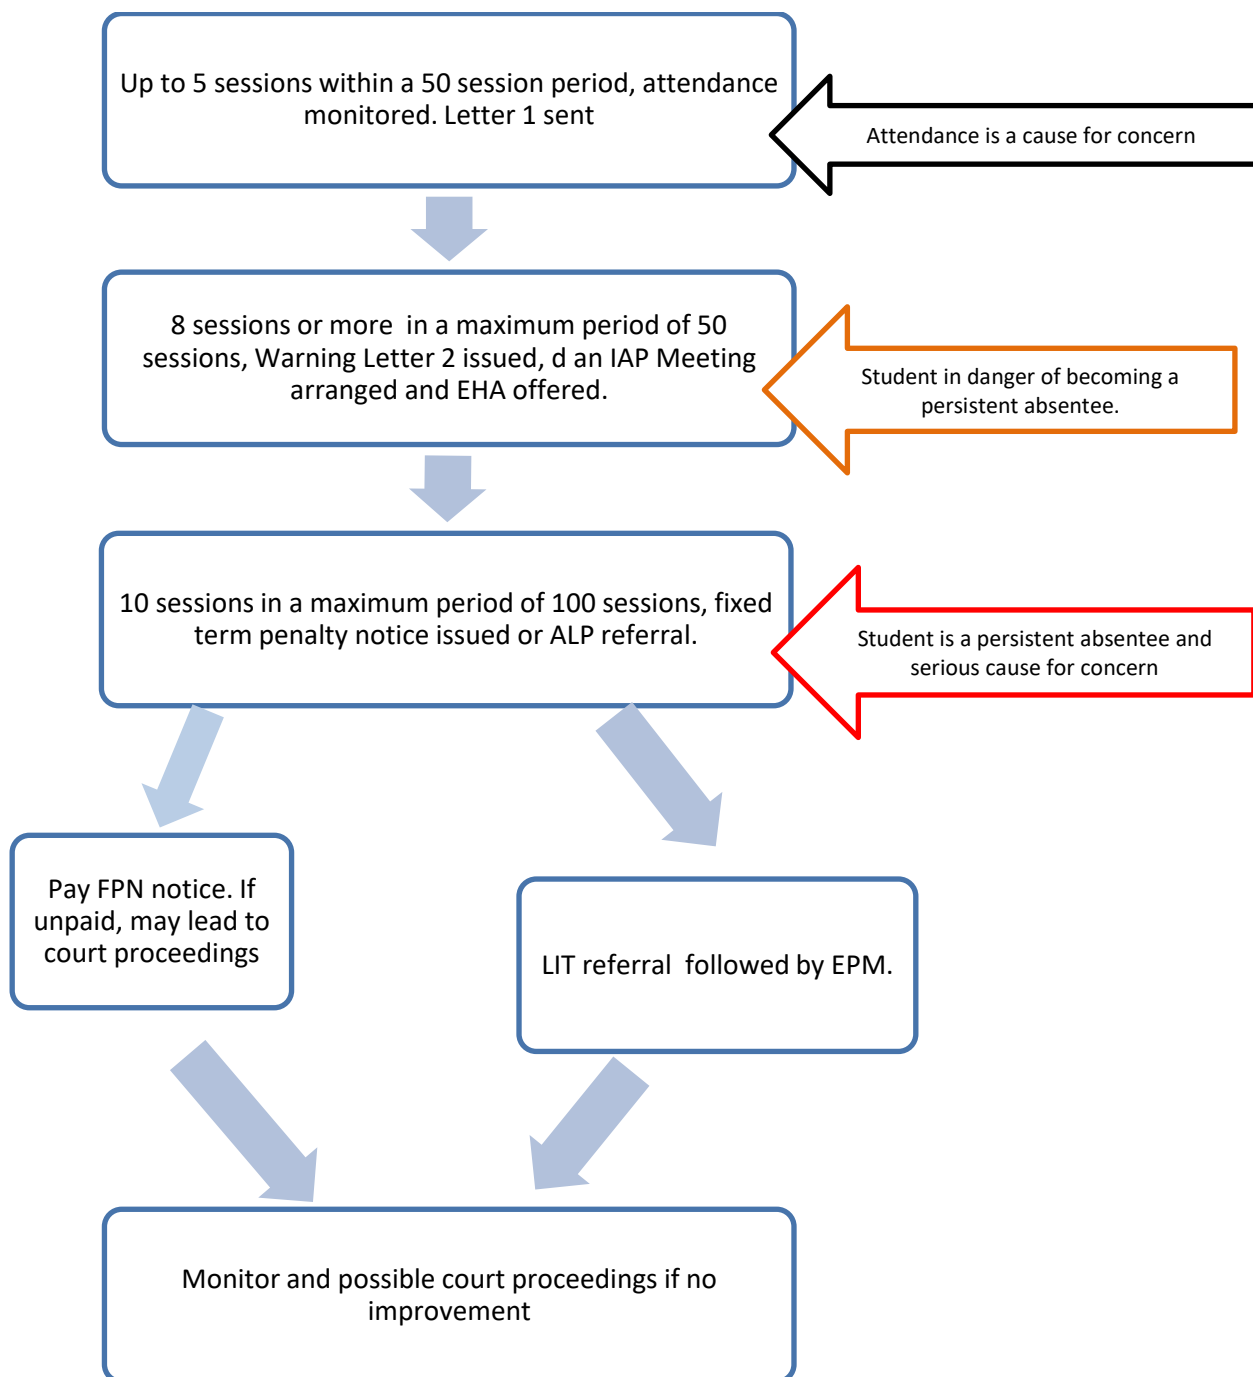 Up to 5 sessions within a 50 session period, attendance
monitored. Letter 1 sent
Attendance is a cause for concern
8 sessions or more  in a maximum period of 50
sessions, Warning Letter 2 issued, d an IAP Meeting
arranged and EHA offered.
Student in danger of becoming a
persistent absentee.
10 sessions in a maximum period of 100 sessions, fixed
term penalty notice issued or ALP referral.
Student is a persistent absentee and
serious cause for concern
Pay FPN notice. If
unpaid, may lead to
court proceedings
LIT referral  followed by EPM.
Monitor and possible court proceedings if no
improvement